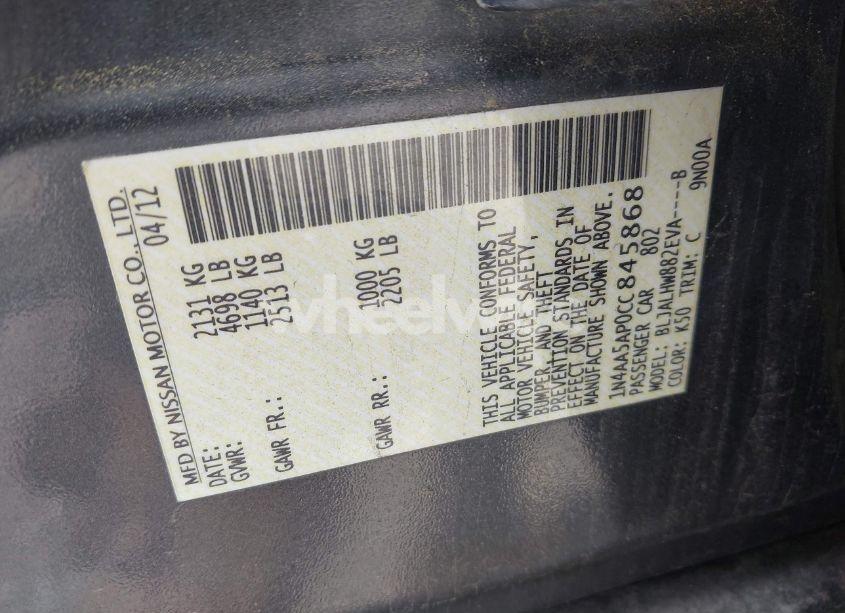 MFD BY NISSAN MOTOR CO., LTD.
DATE: 04/12
GVWR: 2131 KG
4698 LB
GAWR FR.: 1140 KG
2513 LB
GAWR RR.: 1000 KG
2205 LB
THIS VEHICLE CONFORMS TO
ALL APPLICABLE FEDERAL
MOTOR VEHICLE SAFETY,
BUMPER, AND THEFT
PREVENTION STANDARDS IN
EFFECT ON THE DATE OF
MANUFACTURE SHOWN ABOVE.
1N4AA5AP0CC845868
PASSENGER CAR 802
MODEL: BLJALHW882EVA-----B
COLOR: K50 TRIM: C 9N00A